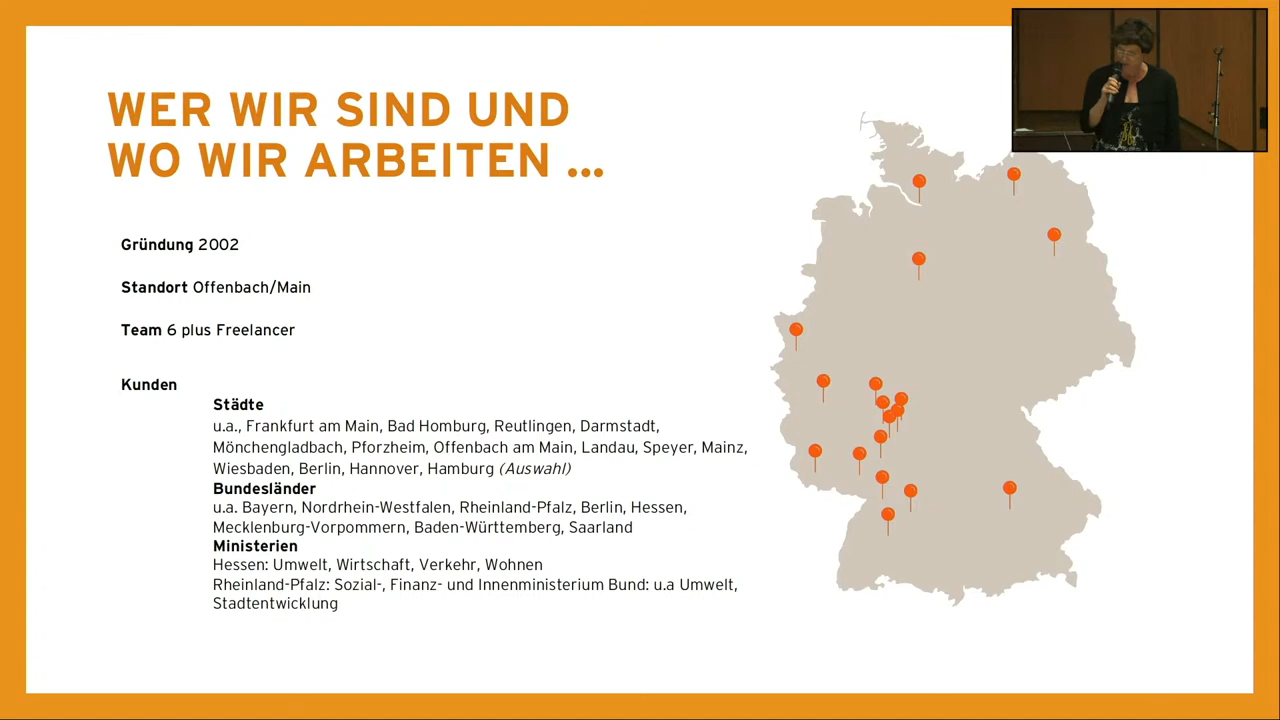 WER WIR SIND UND
WO WIR ARBEITEN ...
Gründung 2002
Standort Offenbach/Main
Team 6 plus Freelancer
Kunden
Städte
u.a., Frankfurt am Main, Bad Homburg, Reutlingen, Darmstadt,
Mönchengladbach, Pforzheim, Offenbach am Main, Landau, Speyer, Mainz,
Wiesbaden, Berlin, Hannover, Hamburg (Auswahl)
Bundesländer
u.a. Bayern, Nordrhein-Westfalen, Rheinland-Pfalz, Berlin, Hessen,
Mecklenburg-Vorpommern, Baden-Württemberg, Saarland
Ministerien
Hessen: Umwelt, Wirtschaft, Verkehr, Wohnen
Rheinland-Pfalz: Sozial-, Finanz- und Innenministerium Bund: u.a Umwelt,
Stadtentwicklung